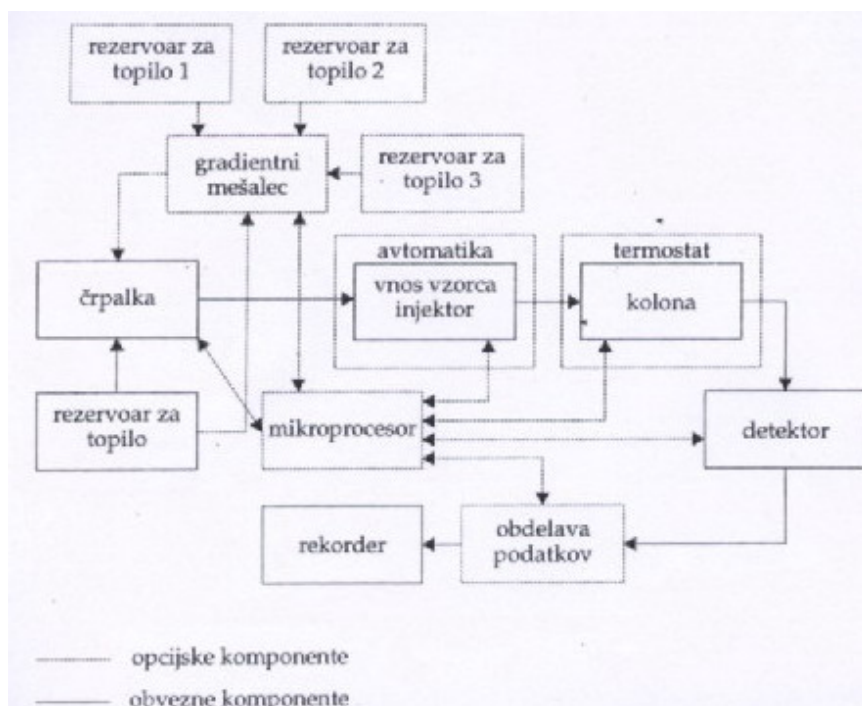 rezervoar za
topilo 1
rezervoar za
topilo 2
gradientni
mešalec
rezervoar za
topilo 3
avtomatika
termostat
črpalka
vnos vzorca
injektor
kolona
rezervoar za
topilo
mikroprocesor
detektor
rekorder
obdelava
podatkov
opcijske komponente
obvezne komponente